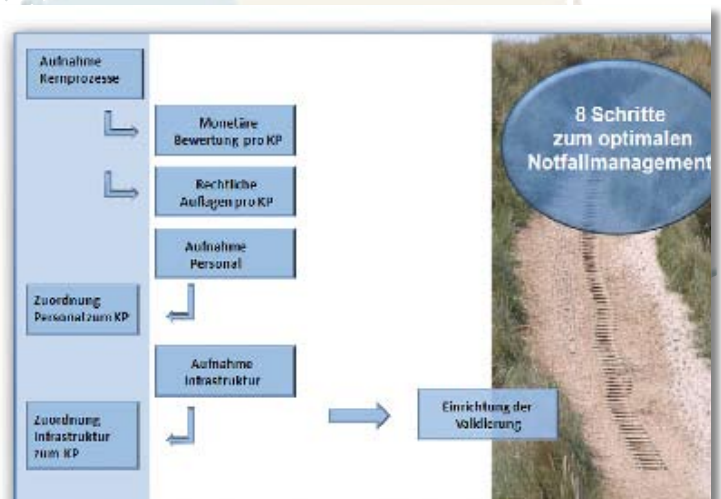 Aufnahme
Kernprozesse
8 Schritte
zum optimalen
Notfallmanagement
Monetäre
Bewertung pro KP
Rechtliche
Auflagen pro KP
Aufnahme
Personal
Zuordnung
Personal zum KP
Aufnahme
Infrastruktur
Zuordnung
Infrastruktur
zum KP
Einrichtung der
Validierung